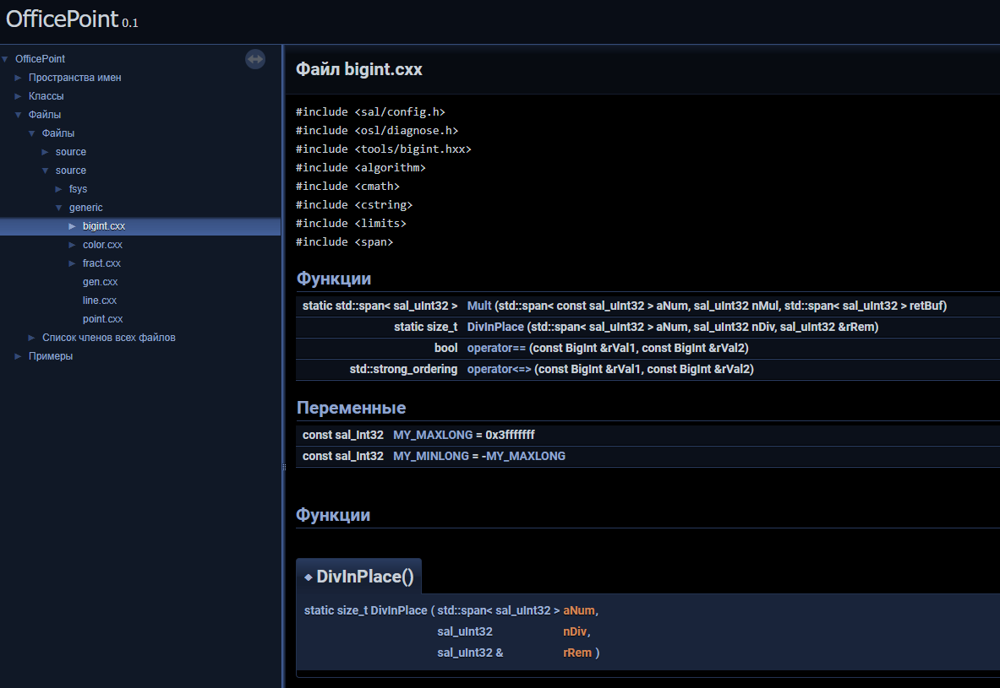 OfficePoint 0.1
OfficePoint
Пространства имен
Классы
Файлы
Файлы
source
source
fsys
generic
bigint.cxx
color.cxx
fract.cxx
gen.cxx
line.cxx
point.cxx
Список членов всех файлов
Примеры
Файл bigint.cxx
#include <sal/config.h>
#include <osl/diagnose.h>
#include <tools/bigint.hxx>
#include <algorithm>
#include <cmath>
#include <cstring>
#include <limits>
#include <span>
Функции
static std::span< sal_uInt32 > Mult (std::span< const sal_uInt32 > aNum, sal_uInt32 nMul, std::span< sal_uInt32 > retBuf)
static size_t DivInPlace (std::span< sal_uInt32 > aNum, sal_uInt32 nDiv, sal_uInt32 &rRem)
bool operator== (const BigInt &rVal1, const BigInt &rVal2)
std::strong_ordering operator<=> (const BigInt &rVal1, const BigInt &rVal2)
Переменные
const sal_Int32 MY_MAXLONG = 0x3fffffff
const sal_Int32 MY_MINLONG = -MY_MAXLONG
Функции
◆ DivInPlace()
static size_t DivInPlace ( std::span< sal_uInt32 > aNum,
sal_uInt32 nDiv,
sal_uInt32 & rRem )